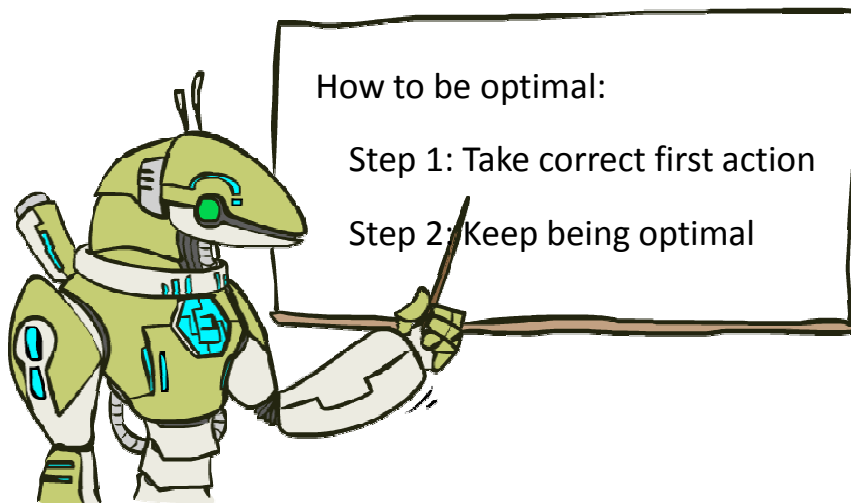 How to be optimal:
Step 1: Take correct first action
Step 2: Keep being optimal